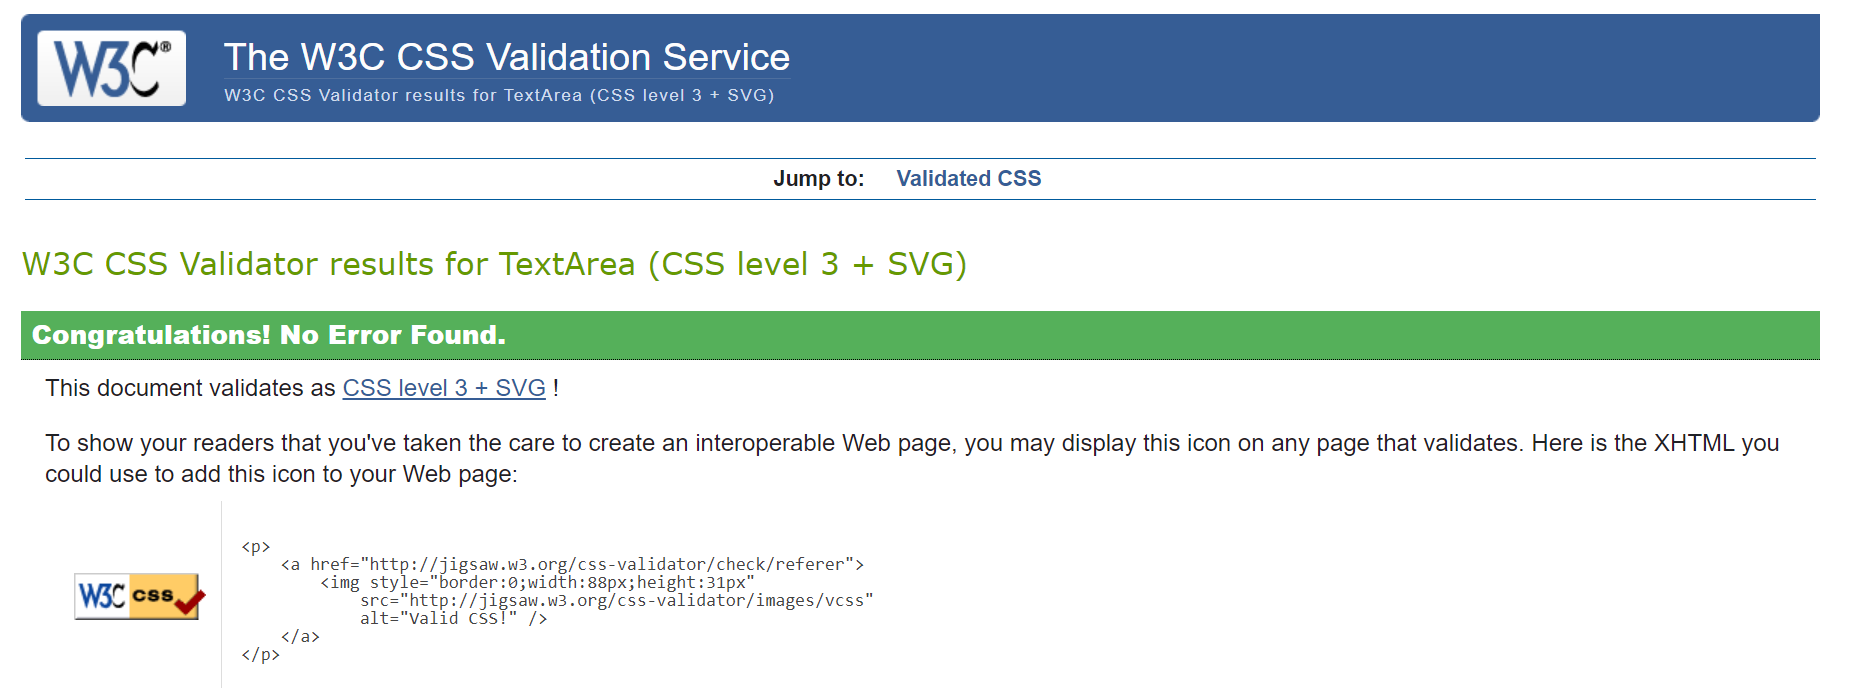 W3C®
The W3C CSS Validation Service
W3C CSS Validator results for TextArea (CSS level 3 + SVG)
Jump to: Validated CSS
W3C CSS Validator results for TextArea (CSS level 3 + SVG)
Congratulations! No Error Found.
This document validates as CSS level 3 + SVG !
To show your readers that you've taken the care to create an interoperable Web page, you may display this icon on any page that validates. Here is the XHTML you
could use to add this icon to your Web page:
W3C css
<p>
    <a href="http://jigsaw.w3.org/css-validator/check/referer">
        <img style="border:0;width:88px;height:31px"
            src="http://jigsaw.w3.org/css-validator/images/vcss"
            alt="Valid CSS!" />
    </a>
</p>